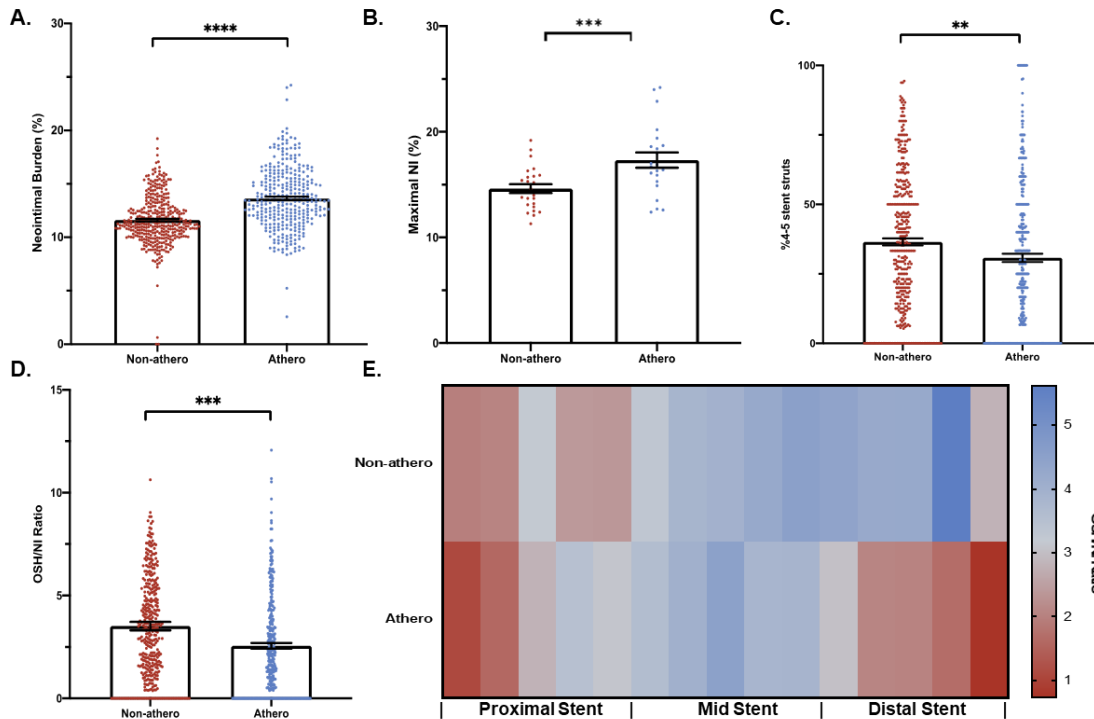 A.
****
Neointimal Burden (%)
30
20
10
0
Non-athero Athero
B.
***
Maximal NI (%)
30
20
10
0
Non-athero Athero
C.
**
%4-5 stent struts
100
50
0
Non-athero Athero
D.
***
OSH/NI Ratio
15
10
5
0
Non-athero Athero
E.
Non-athero
Athero
5
4
3
2
1
| Proximal Stent | Mid Stent | Distal Stent |